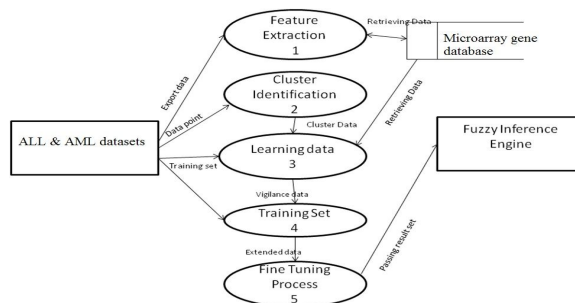 Feature
Extraction
1
Retrieving Data
Microarray gene
database
Export data
Cluster
Identification
2
Data point
Cluster Data
Retrieving Data
ALL & AML datasets
Fuzzy Inference
Engine
Learning data
3
Training set
Vigilance data
Training Set
4
Extended data
Passing result set
Fine Tuning
Process
5